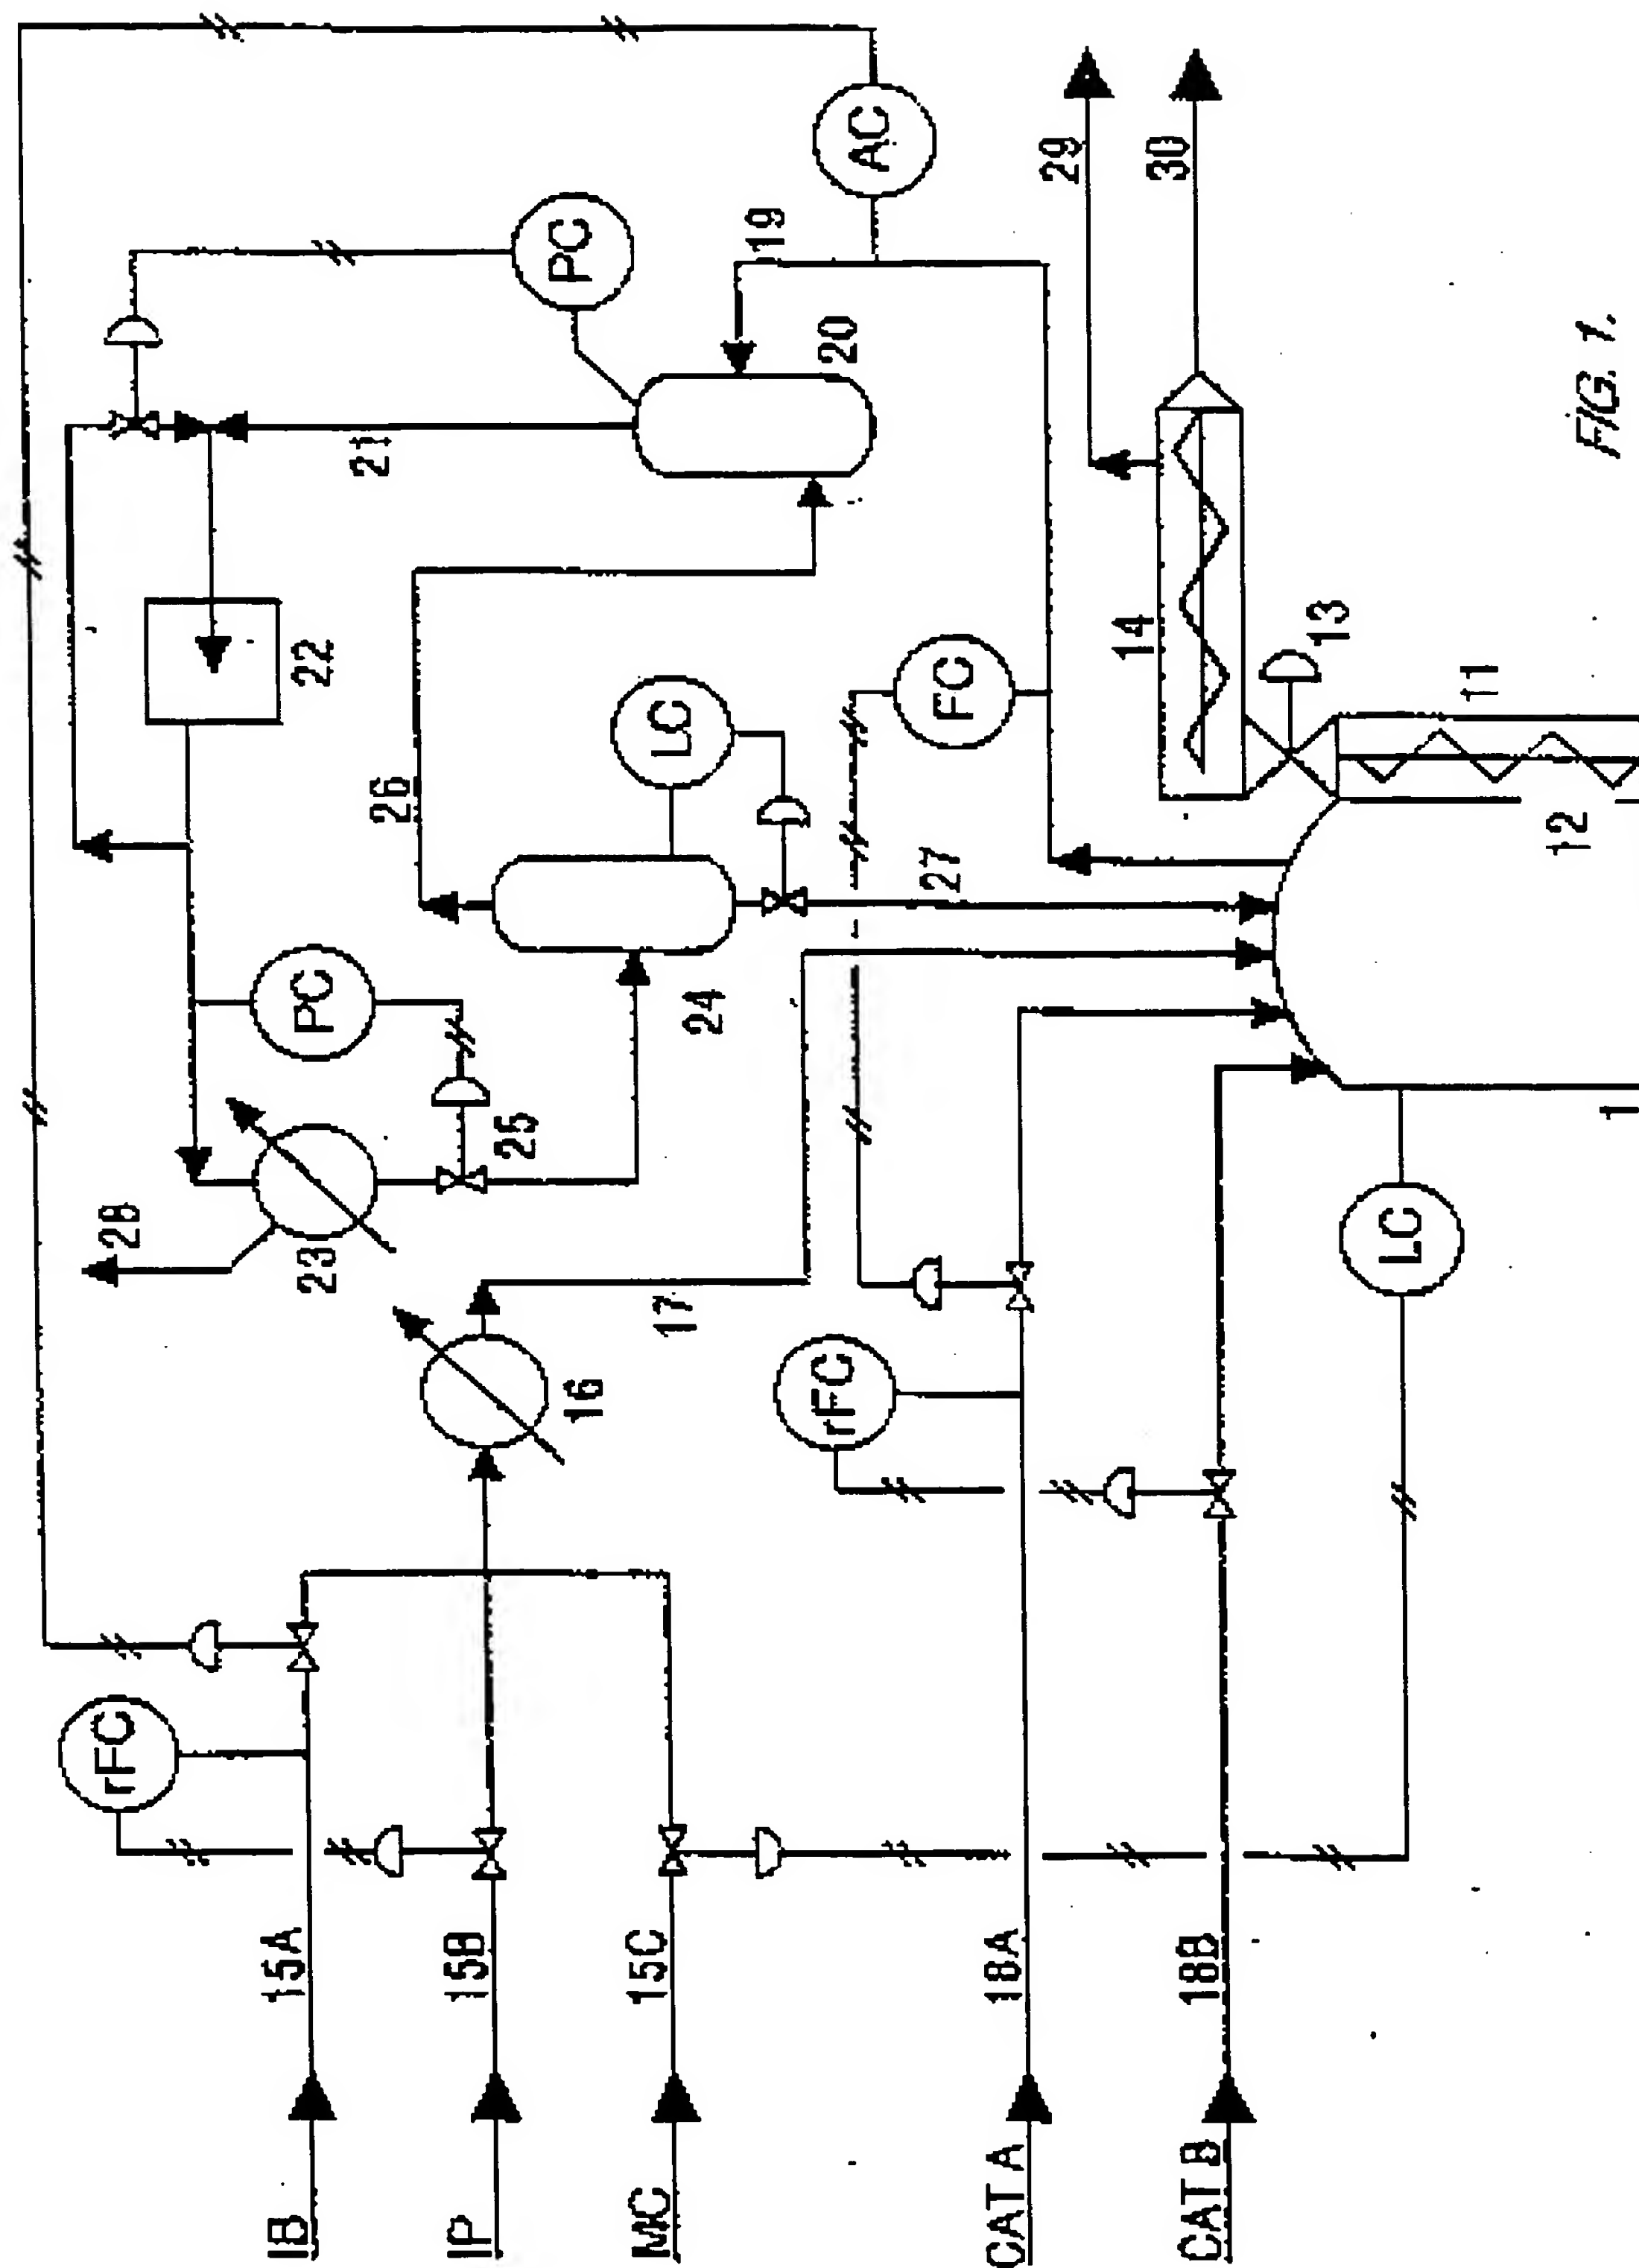 rFC
28
IB
15A
23
PC
22
21
26
IP
15B
25
PC
16
MC
15C
17
LC
24
19
rFC
20
AC
27
FC
CAT A
18A
29
14
30
CAT B
18B
13
LC
11
12
1
FIG. 1.